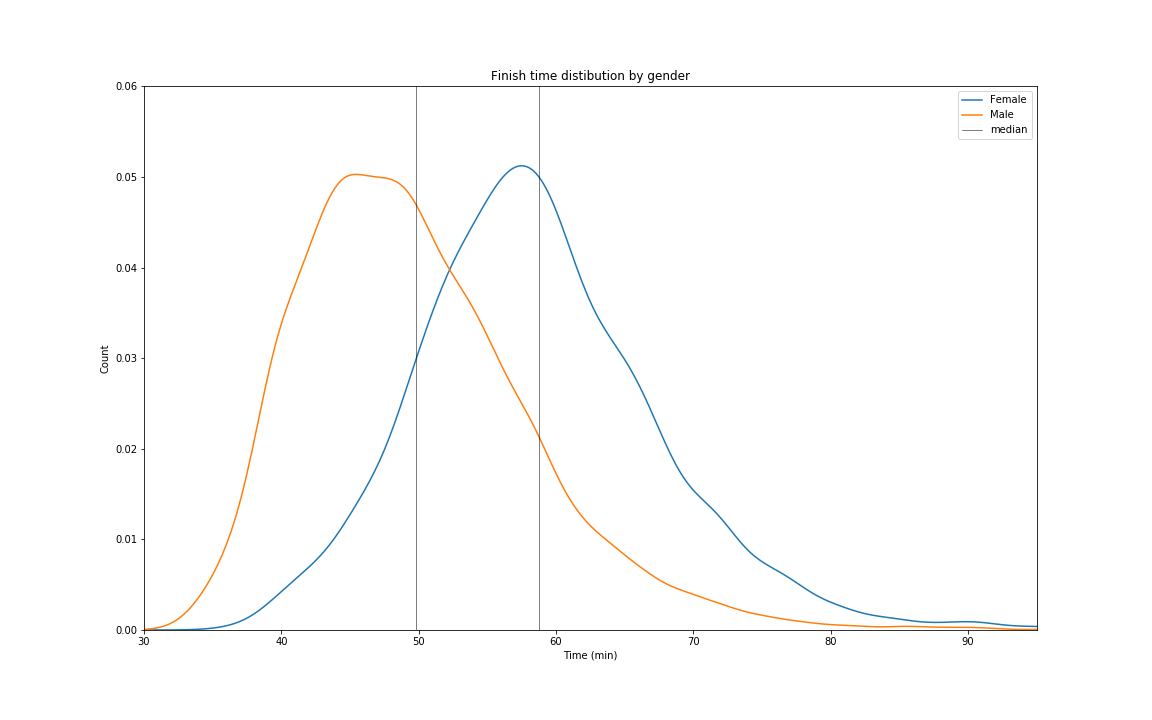 Finish time distibution by gender
0.06
0.05
0.04
0.03
0.02
0.01
0.00
Count
Female
Male
median
30 40 50 60 70 80 90
Time (min)